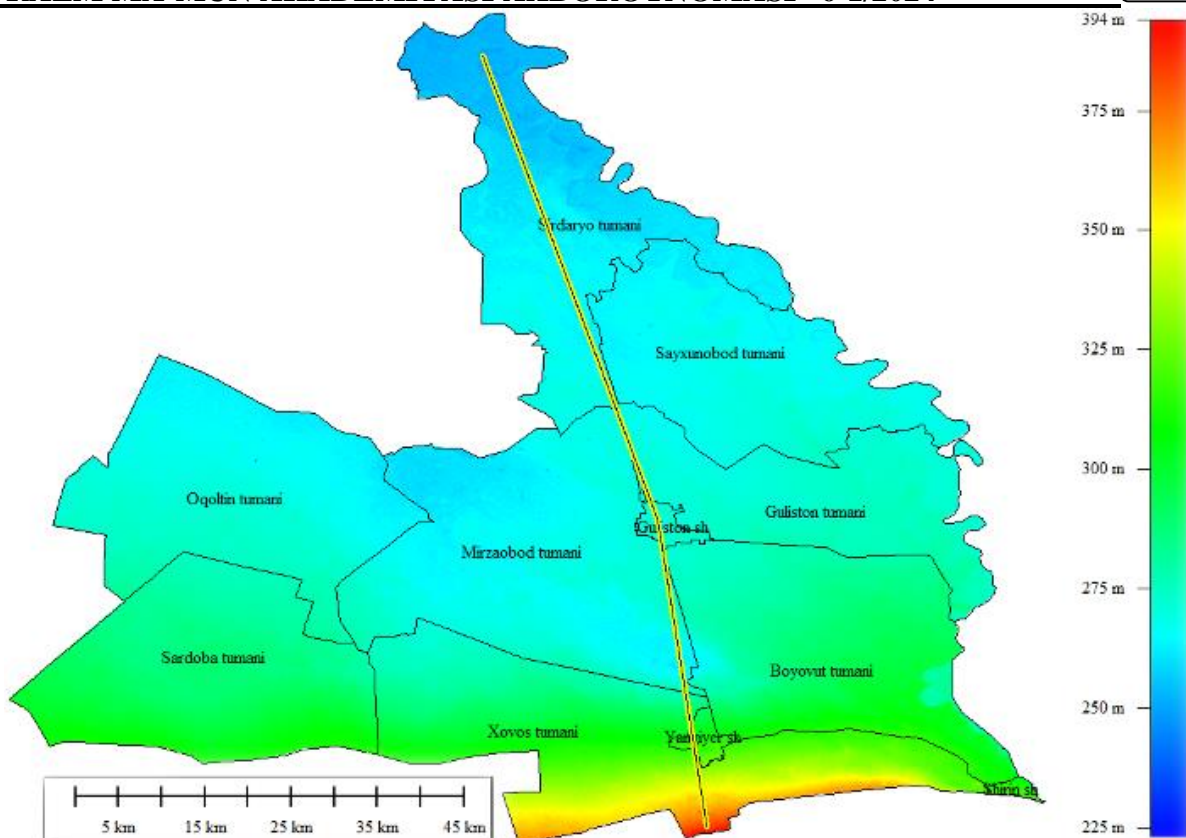 394 m
375 m
350 m
Sirdaryo tumani
325 m
Sayxunobod tumani
300 m
Oqoltin tumani
Guliston tumani
Guliston sh
Mirzaobod tumani
275 m
Sardoba tumani
Boyovut tumani
250 m
Xovos tumani
Yangiyer sh
Shirin sh
5 km 15 km 25 km 35 km 45 km
225 m